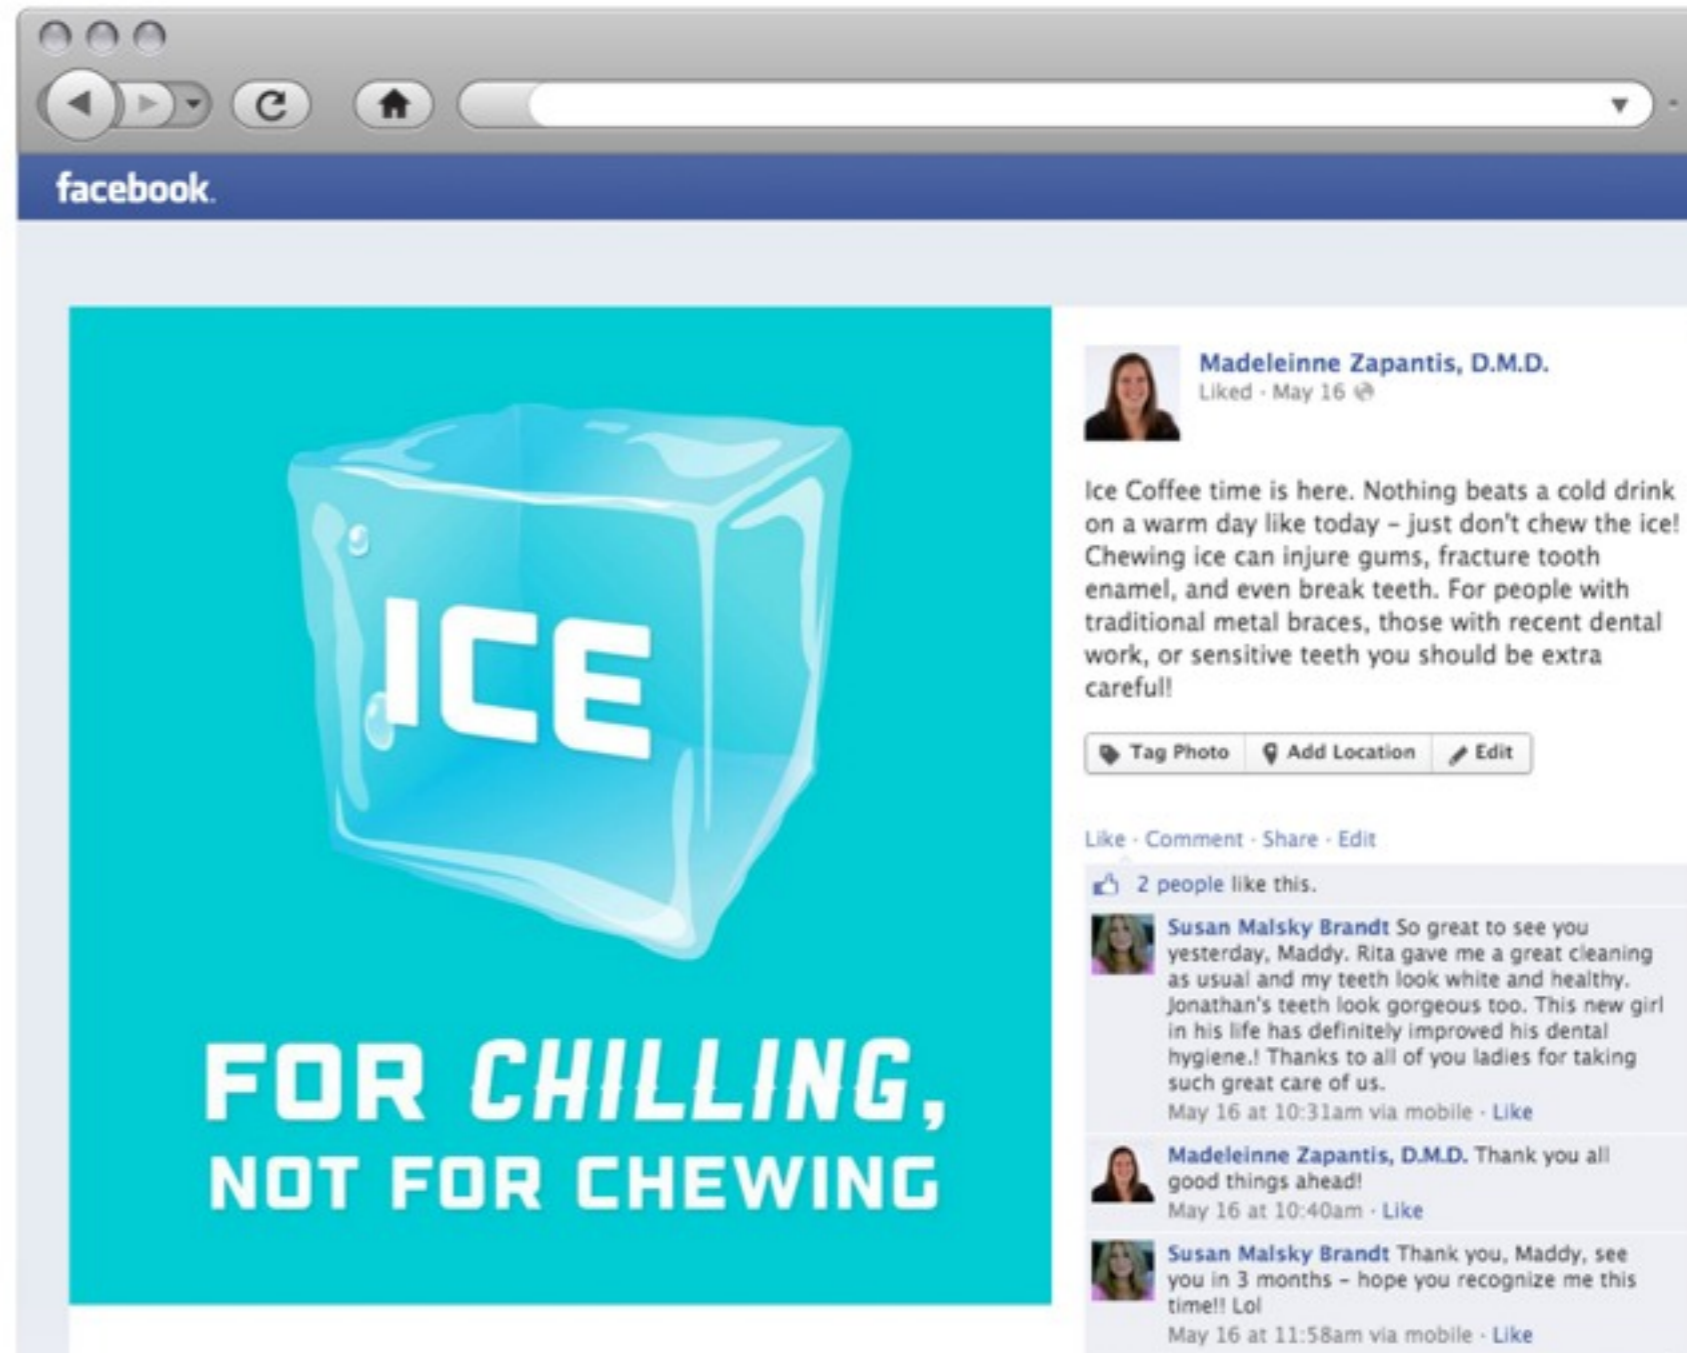 facebook.
ICE
FOR CHILLING,
NOT FOR CHEWING
Madeleinne Zapantis, D.M.D.
Liked · May 16
Ice Coffee time is here. Nothing beats a cold drink
on a warm day like today – just don't chew the ice!
Chewing ice can injure gums, fracture tooth
enamel, and even break teeth. For people with
traditional metal braces, those with recent dental
work, or sensitive teeth you should be extra
careful!
Tag Photo Add Location Edit
Like · Comment · Share · Edit
2 people like this.
Susan Malsky Brandt So great to see you
yesterday, Maddy. Rita gave me a great cleaning
as usual and my teeth look white and healthy.
Jonathan's teeth look gorgeous too. This new girl
in his life has definitely improved his dental
hygiene.! Thanks to all of you ladies for taking
such great care of us.
May 16 at 10:31am via mobile · Like
Madeleinne Zapantis, D.M.D. Thank you all
good things ahead!
May 16 at 10:40am · Like
Susan Malsky Brandt Thank you, Maddy, see
you in 3 months – hope you recognize me this
time!! Lol
May 16 at 11:58am via mobile · Like